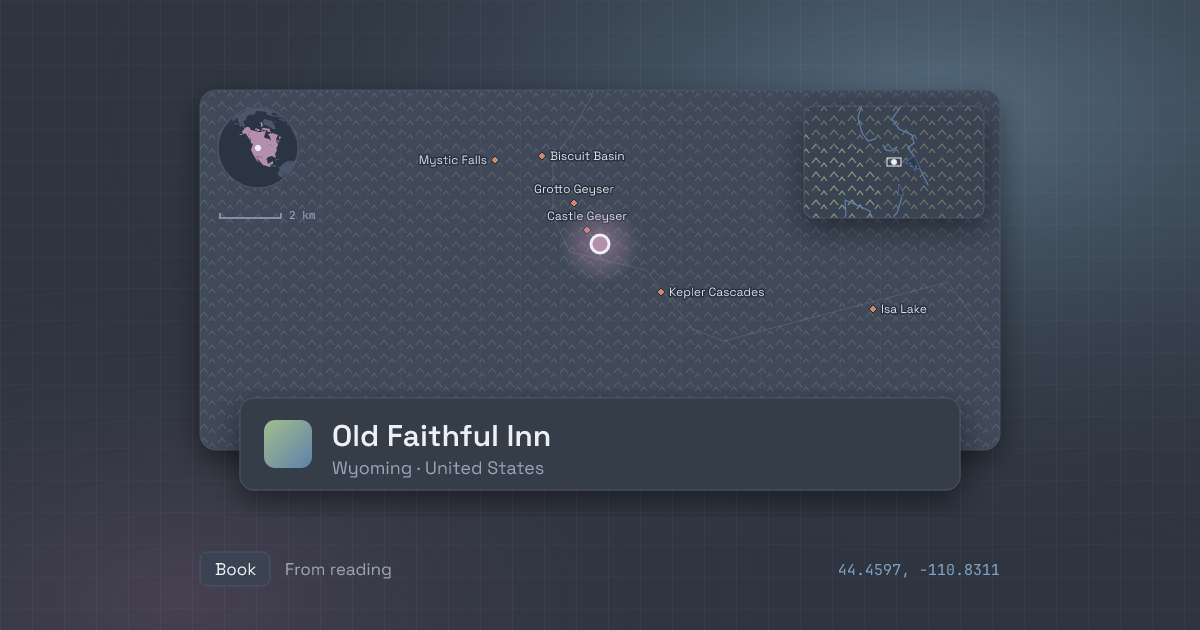 Mystic Falls
Biscuit Basin
Grotto Geyser
2 km
Castle Geyser
Kepler Cascades
Isa Lake
Old Faithful Inn
Wyoming · United States
Book
From reading
44.4597, -110.8311